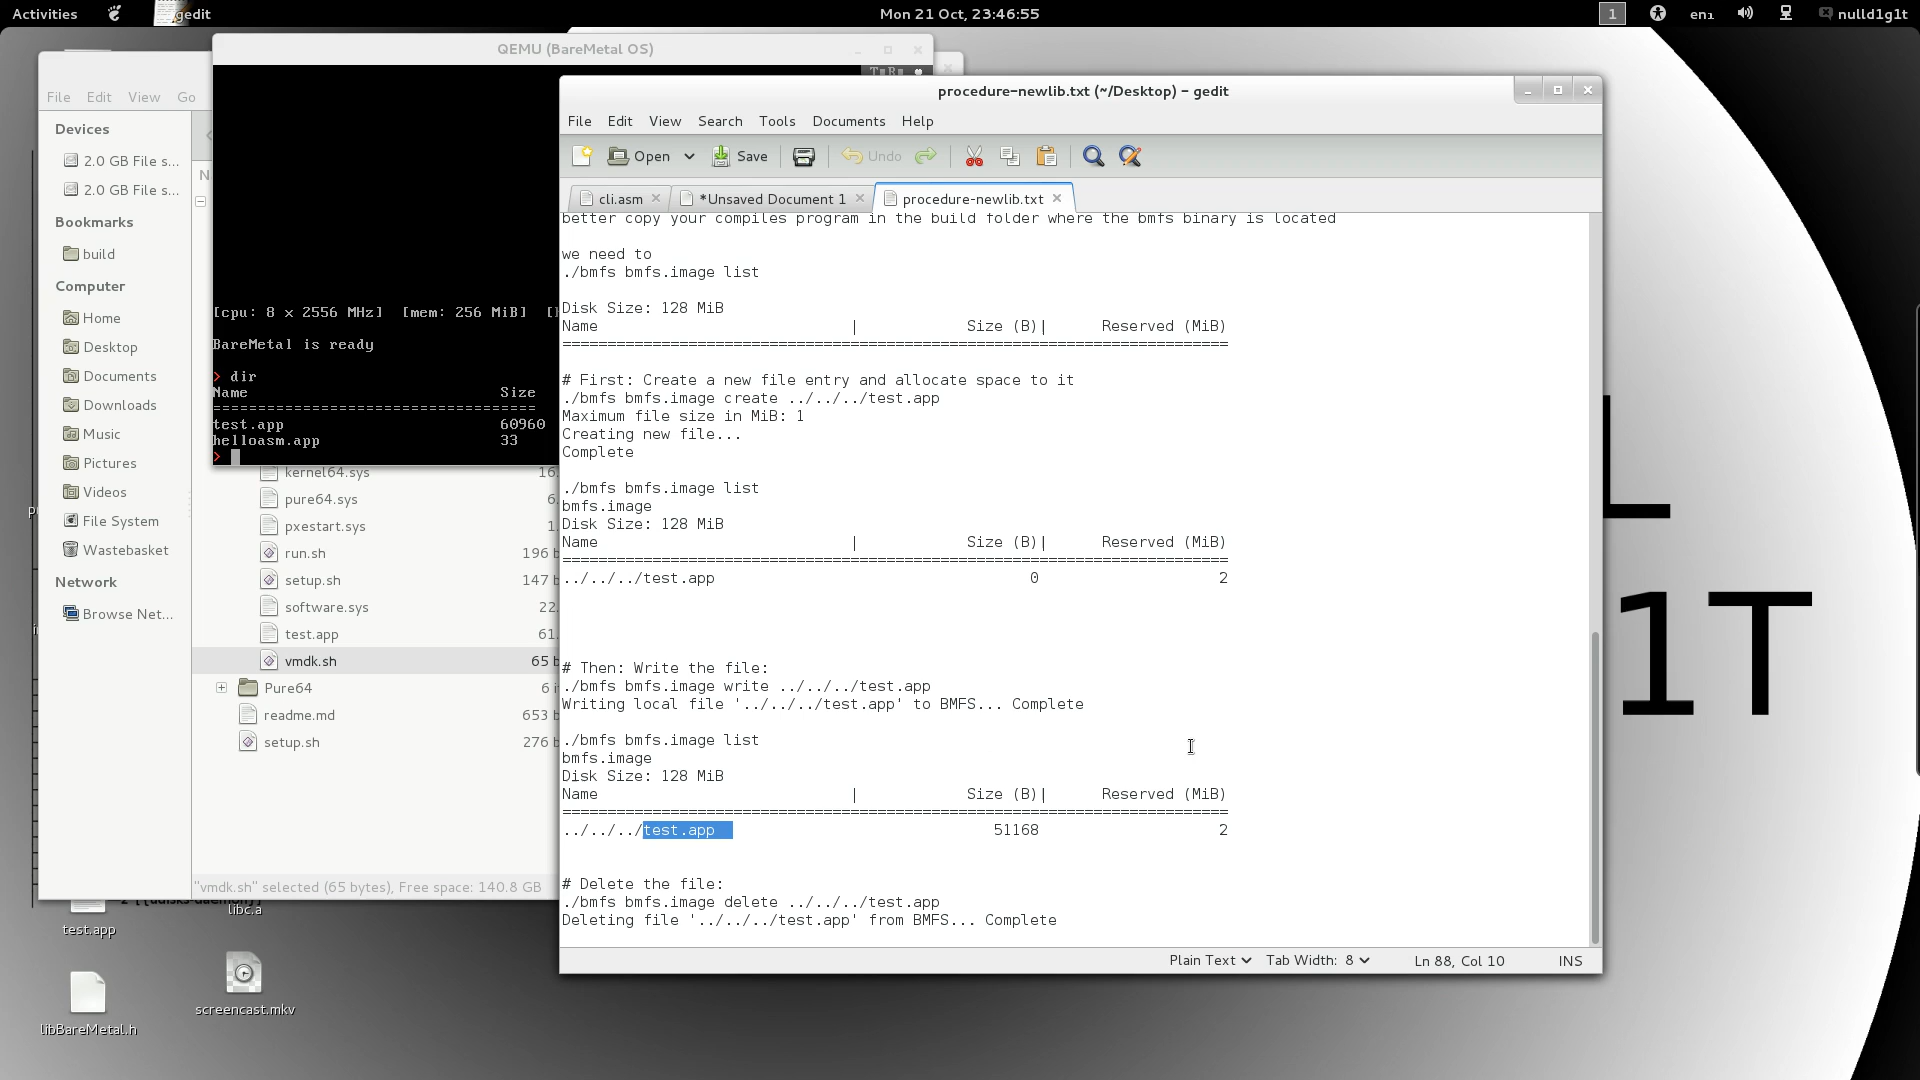 Activities
gedit
Mon 21 Oct, 23:46:55
1
en1
nulld1g1t
QEMU (BareMetal OS)
File Edit View Go
Devices
2.0 GB File s...
2.0 GB File s...
Bookmarks
build
Computer
Home
Desktop
Documents
Downloads
Music
Pictures
Videos
File System
Wastebasket
Network
Browse Net...
[cpu: 8 x 2556 MHz] [mem: 256 MiB] [
BareMetal is ready
> dir
Name Size
===================================
test.app 60960
helloasm.app 33
>
kernel64.sys 16.
pure64.sys 6.
pxestart.sys 1.
run.sh 196 b
setup.sh 147 b
software.sys 22.
test.app 61.
vmdk.sh 65 b
Pure64 6 i
readme.md 653 b
setup.sh 276 b
"vmdk.sh" selected (65 bytes), Free space: 140.8 GB
libc.a
test.app
screencast.mkv
libBareMetal.h
procedure-newlib.txt (~/Desktop) - gedit
File Edit View Search Tools Documents Help
Open Save Undo
cli.asm
*Unsaved Document 1
procedure-newlib.txt
better copy your compiles program in the build folder where the bmfs binary is located
we need to
./bmfs bmfs.image list
Disk Size: 128 MiB
Name | Size (B)| Reserved (MiB)
==========================================================================
# First: Create a new file entry and allocate space to it
./bmfs bmfs.image create ../../../test.app
Maximum file size in MiB: 1
Creating new file...
Complete
./bmfs bmfs.image list
bmfs.image
Disk Size: 128 MiB
Name | Size (B)| Reserved (MiB)
==========================================================================
../../../test.app 0 2
# Then: Write the file:
./bmfs bmfs.image write ../../../test.app
Writing local file '../../../test.app' to BMFS... Complete
./bmfs bmfs.image list
bmfs.image
Disk Size: 128 MiB
Name | Size (B)| Reserved (MiB)
==========================================================================
../../../test.app 51168 2
# Delete the file:
./bmfs bmfs.image delete ../../../test.app
Deleting file '../../../test.app' from BMFS... Complete
Plain Text Tab Width: 8 Ln 88, Col 10 INS
L
1T